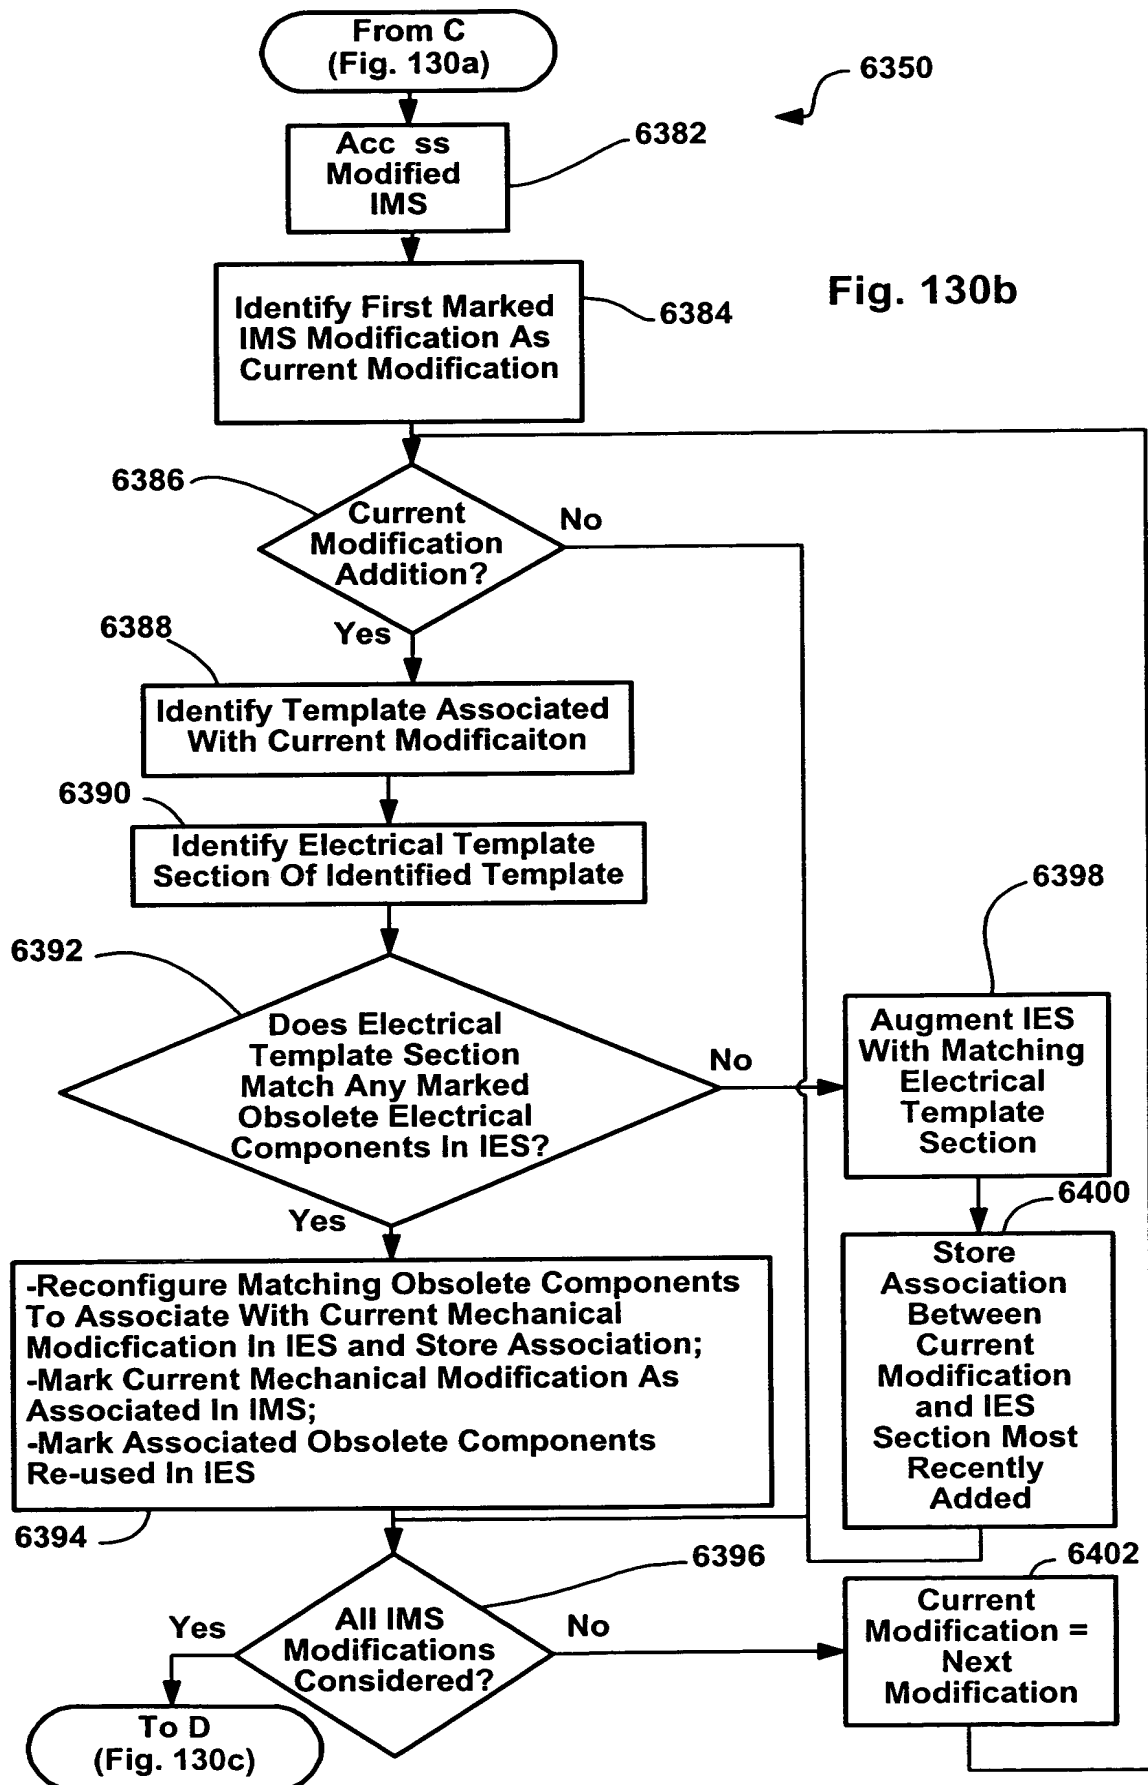 From C
(Fig. 130a)
6350
Acc ss
Modified
IMS
6382
Fig. 130b
Identify First Marked
IMS Modification As
Current Modification
6384
6386
Current
Modification
Addition?
No
Yes
6388
Identify Template Associated
With Current Modificaiton
6390
Identify Electrical Template
Section Of Identified Template
6392
Does Electrical
Template Section
Match Any Marked
Obsolete Electrical
Components In IES?
No
Yes
6398
Augment IES
With Matching
Electrical
Template
Section
6400
Store
Association
Between
Current
Modification
and IES
Section Most
Recently
Added
-Reconfigure Matching Obsolete Components
To Associate With Current Mechanical
Modicfication In IES and Store Association;
-Mark Current Mechanical Modification As
Associated In IMS;
-Mark Associated Obsolete Components
Re-used In IES
6394
6396
All IMS
Modifications
Considered?
Yes
No
6402
Current
Modification =
Next
Modification
To D
(Fig. 130c)